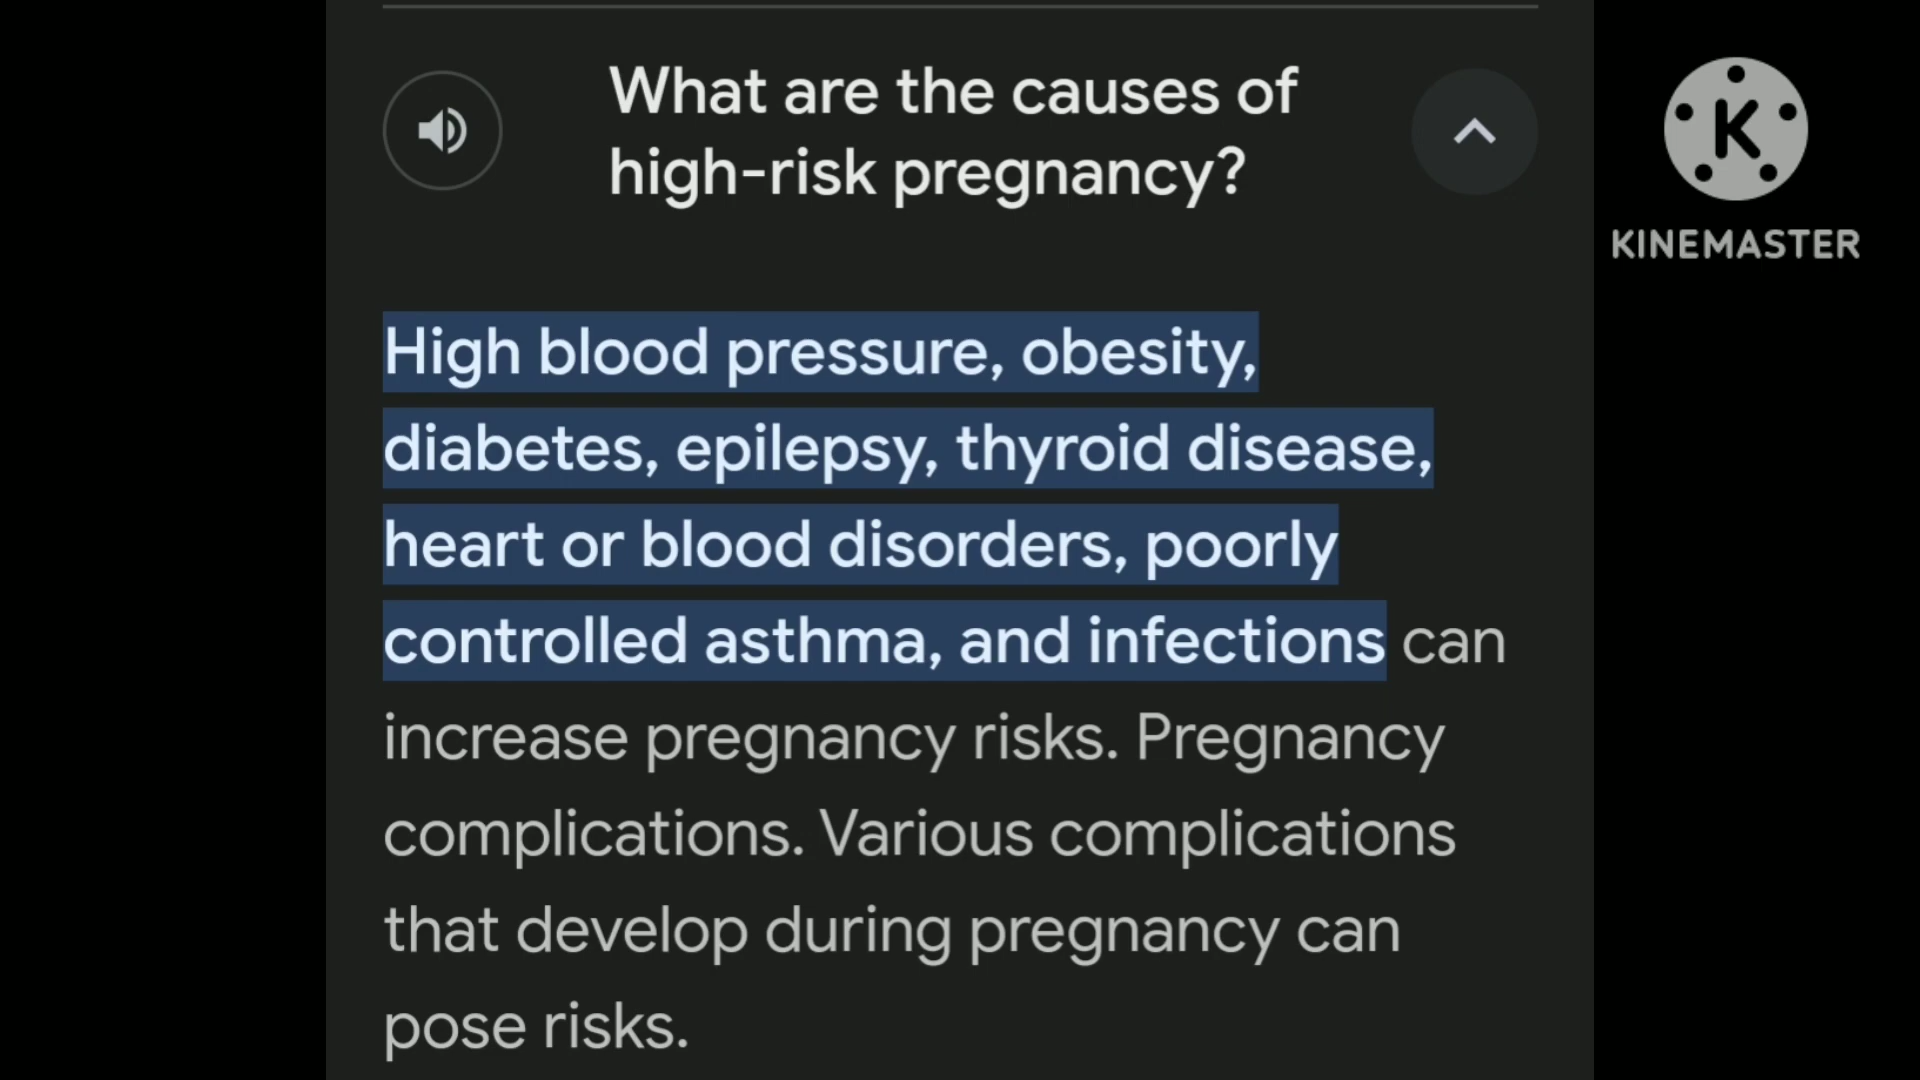 What are the causes of
high-risk pregnancy?
K
KINEMASTER
High blood pressure, obesity,
diabetes, epilepsy, thyroid disease,
heart or blood disorders, poorly
controlled asthma, and infections can
increase pregnancy risks. Pregnancy
complications. Various complications
that develop during pregnancy can
pose risks.